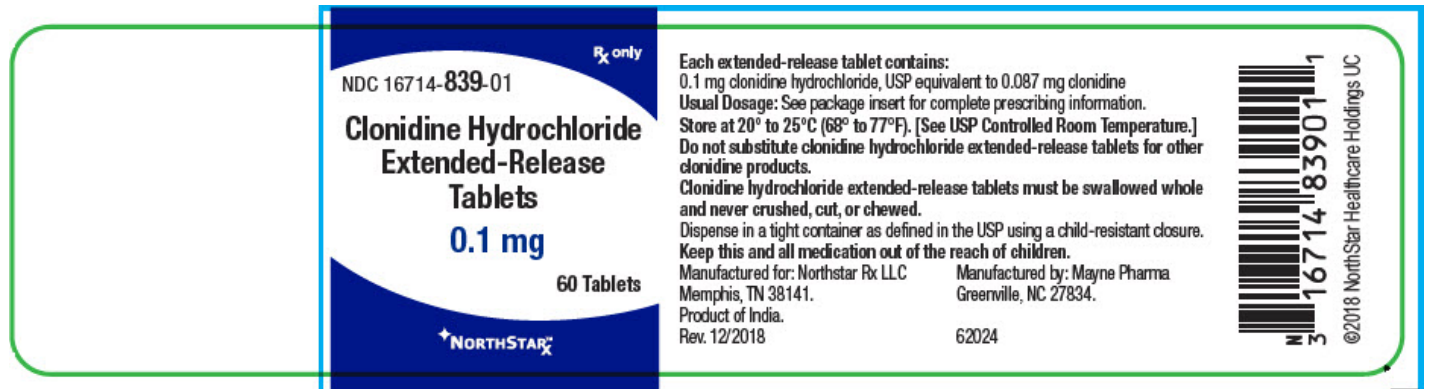 Rx only
NDC 16714-839-01
Clonidine Hydrochloride
Extended-Release
Tablets
0.1 mg
60 Tablets
NORTHSTARx™
Each extended-release tablet contains:
0.1 mg clonidine hydrochloride, USP equivalent to 0.087 mg clonidine
Usual Dosage: See package insert for complete prescribing information.
Store at 20° to 25°C (68° to 77°F). [See USP Controlled Room Temperature.]
Do not substitute clonidine hydrochloride extended-release tablets for other
clonidine products.
Clonidine hydrochloride extended-release tablets must be swallowed whole
and never crushed, cut, or chewed.
Dispense in a tight container as defined in the USP using a child-resistant closure.
Keep this and all medication out of the reach of children.
Manufactured for: Northstar Rx LLC
Memphis, TN 38141.
Product of India.
Rev. 12/2018
Manufactured by: Mayne Pharma
Greenville, NC 27834.
62024
N
3 16714 83901 1
©2018 NorthStar Healthcare Holdings UC